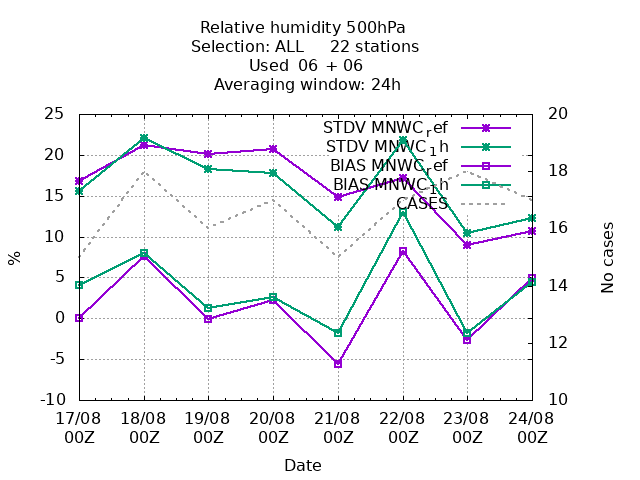 Relative humidity 500hPa
Selection: ALL 22 stations
Used 06 + 06
Averaging window: 24h
25
20
15
10
5
0
-5
-10
%
20
18
16
14
12
10
No cases
STDV MNWC_ref
STDV MNWC_1h
BIAS MNWC_ref
BIAS MNWC_1h
CASES
17/08 18/08 19/08 20/08 21/08 22/08 23/08 24/08
00Z 00Z 00Z 00Z 00Z 00Z 00Z 00Z
Date